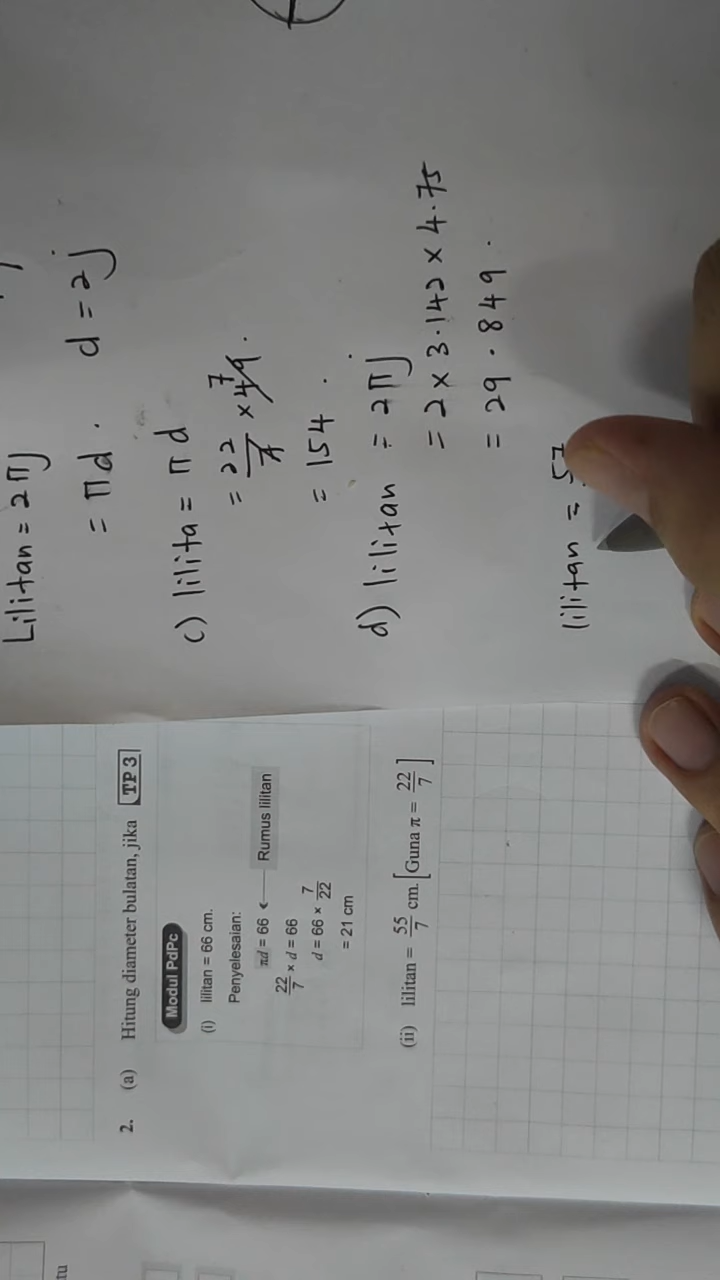 Lilitan = 2πj
= πd. d = 2j
c) lilita = πd
= 22/7 × 49. 7
= 154.
d) lilitan = 2πj
= 2 × 3.142 × 4.75
= 29.849.
lilitan =
2. (a) Hitung diameter bulatan, jika TP 3
Modul PdPc
(i) lilitan = 66 cm.
Penyelesaian:
πd = 66 ← Rumus lilitan
22/7 × d = 66
d = 66 × 7/22
= 21 cm
(ii) lilitan = 55/7 cm. [Guna π = 22/7]
tu